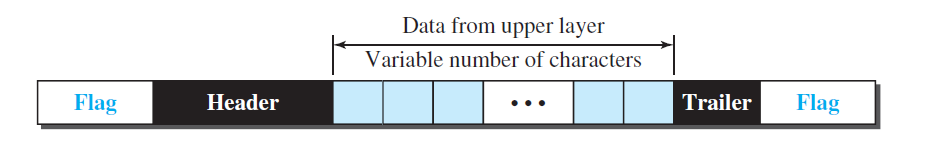 Data from upper layer
Variable number of characters
Flag Header ••• Trailer Flag